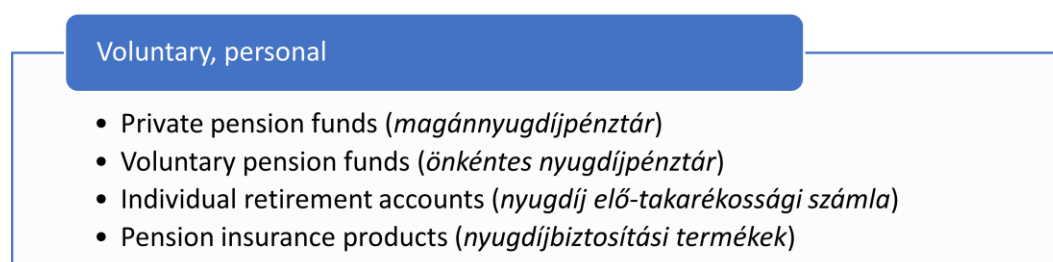 Voluntary, personal
• Private pension funds (magánnyugdíjpénztár)
• Voluntary pension funds (önkéntes nyugdíjpénztár)
• Individual retirement accounts (nyugdíj elő-takarékossági számla)
• Pension insurance products (nyugdíjbiztosítási termékek)